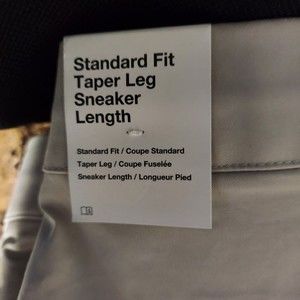 Standard Fit
Taper Leg
Sneaker
Length
Standard Fit / Coupe Standard
Taper Leg / Coupe Fuselée
Sneaker Length / Longueur Pied